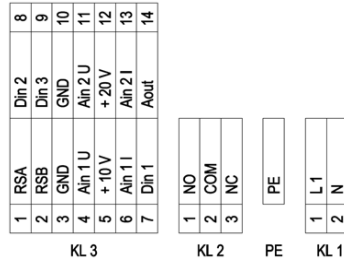 8 9 10 11 12 13 14
Din 2
Din 3
GND
Ain 2 U
+ 20 V
Ain 2 I
Aout
RSA
RSB
GND
Ain 1 U
+ 10 V
Ain 1 I
Din 1
1 2 3 4 5 6 7
NO
COM
NC
1 2 3
PE
L 1
N
1 2
KL 3 KL 2 PE KL 1